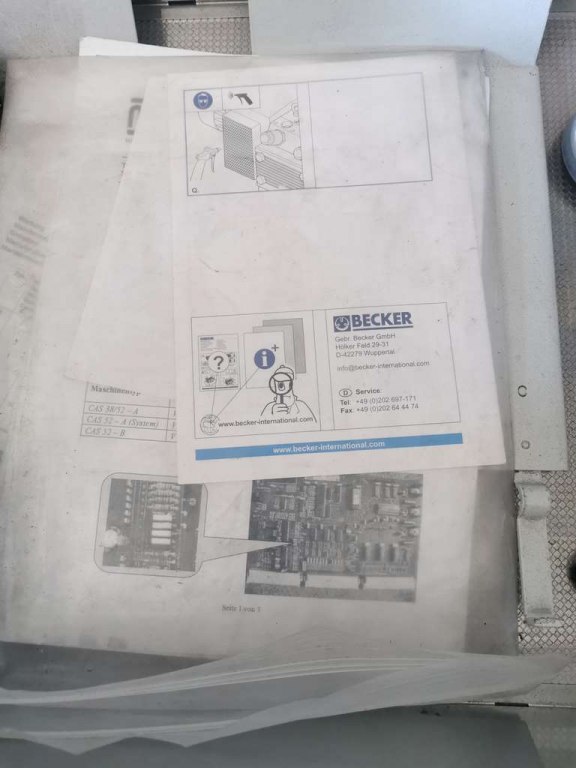 Q
BECKER
Gebr. Becker GmbH
Hölker Feld 29-31
D-42279 Wuppertal
info@becker-international.com
?
i+
www.becker-international.com
D Service:
Tel. +49 (0)202 697-171
Fax: +49 (0)202 64 44 74
www.becker-international.com
Maschinentyp
CAS 38/52 – A
CAS 52 – A (System)
CAS 52 – B
Seite 1 von 3